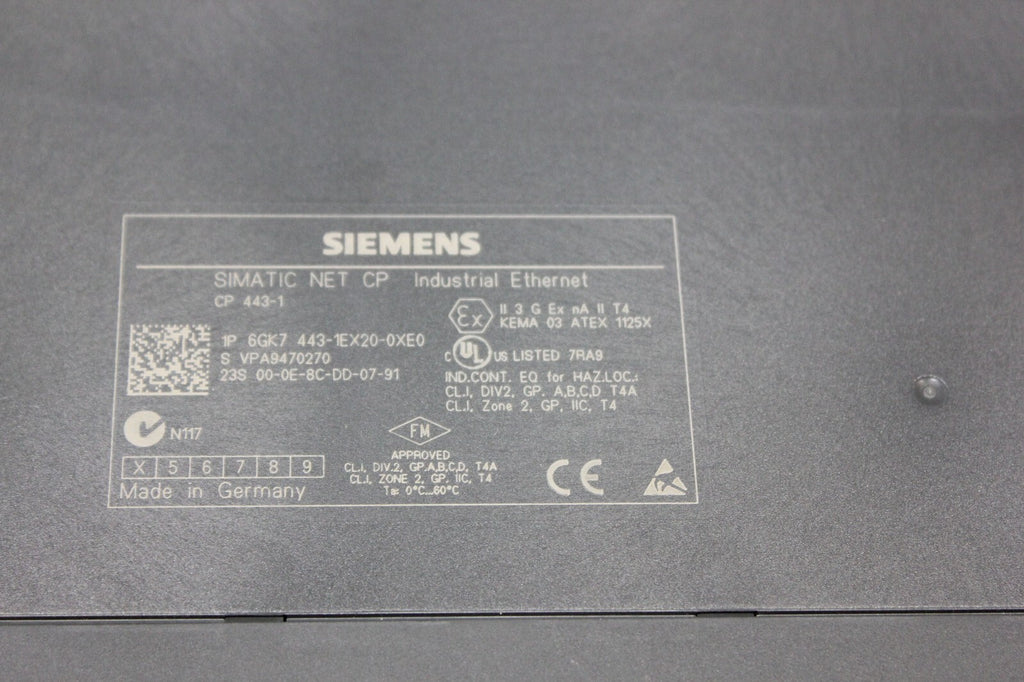 SIEMENS
SIMATIC NET CP Industrial Ethernet
CP 443-1
Ex II 3 G Ex nA II T4
KEMA 03 ATEX 1125X
1P 6GK7 443-1EX20-0XE0
S VPA9470270
23S 00-0E-8C-DD-07-91
C UL US LISTED 7RA9
IND.CONT. EQ for HAZ.LOC.:
CL.I, DIV2, GP. A,B,C,D T4A
CL.I, Zone 2, GP. IIC, T4
N117
FM
APPROVED
CL.I, DIV.2, GP.A,B,C,D, T4A
CL.I, ZONE 2, GP. IIC, T4
Ta: 0°C...60°C
X 5 6 7 8 9
Made in Germany
CE